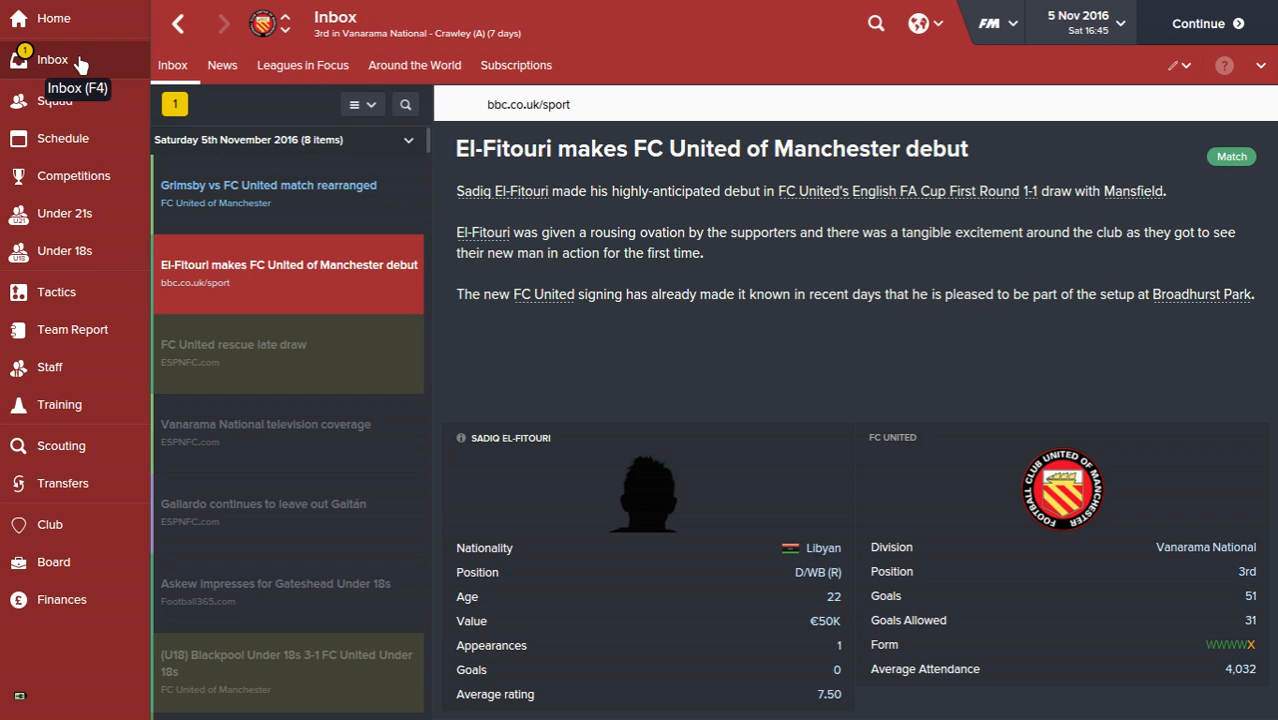 Home
1
Inbox
Inbox (F4)
Squad
Schedule
Competitions
U21
Under 21s
U18
Under 18s
Tactics
Team Report
Staff
Training
Scouting
Transfers
Club
Board
£
Finances
Inbox
3rd in Vanarama National - Crawley (A) (7 days)
FM
5 Nov 2016
Sat 16:45
Continue
Inbox
News
Leagues in Focus
Around the World
Subscriptions
?
1
Saturday 5th November 2016 (8 items)
Grimsby vs FC United match rearranged
FC United of Manchester
El-Fitouri makes FC United of Manchester debut
bbc.co.uk/sport
FC United rescue late draw
ESPNFC.com
Vanarama National television coverage
ESPNFC.com
Gallardo continues to leave out Gaitán
ESPNFC.com
Askew impresses for Gateshead Under 18s
Football365.com
(U18) Blackpool Under 18s 3-1 FC United Under
18s
FC United of Manchester
bbc.co.uk/sport
El-Fitouri makes FC United of Manchester debut
Match
Sadiq El-Fitouri made his highly-anticipated debut in FC United's English FA Cup First Round 1-1 draw with Mansfield.
El-Fitouri was given a rousing ovation by the supporters and there was a tangible excitement around the club as they got to see
their new man in action for the first time.
The new FC United signing has already made it known in recent days that he is pleased to be part of the setup at Broadhurst Park.
SADIQ EL-FITOURI
Nationality Libyan
Position D/WB (R)
Age 22
Value €50K
Appearances 1
Goals 0
Average rating 7.50
FC UNITED
FOOTBALL CLUB UNITED OF MANCHESTER
Division Vanarama National
Position 3rd
Goals 51
Goals Allowed 31
Form WWWWX
Average Attendance 4,032